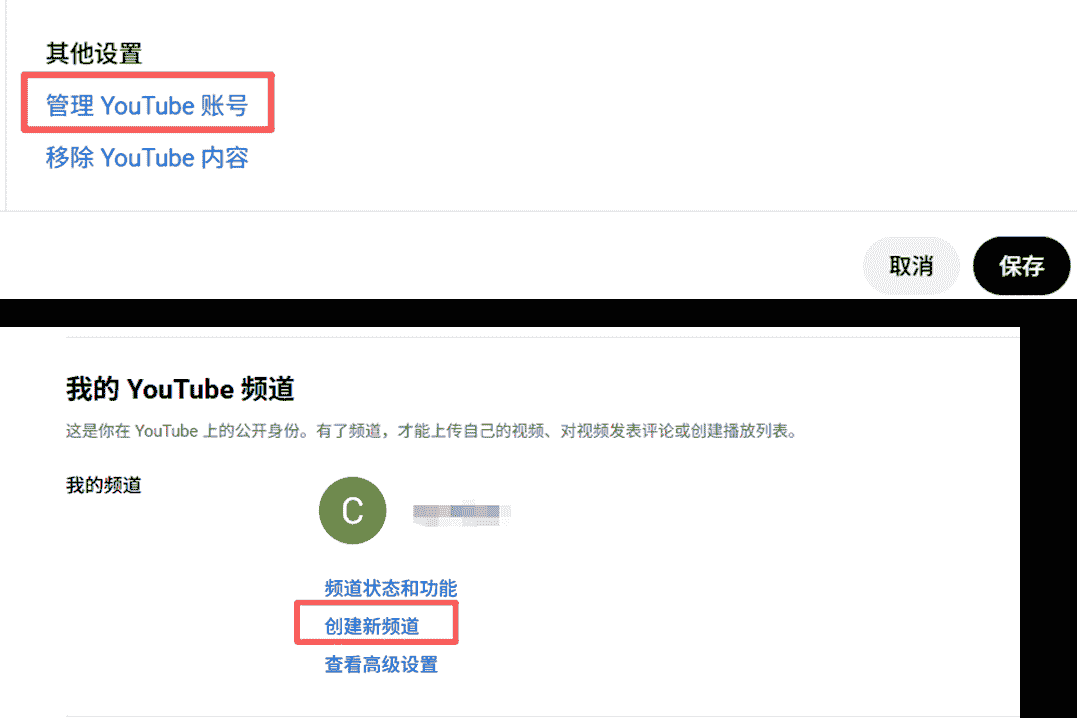 其他设置
管理 YouTube 账号
移除 YouTube 内容
取消 保存
我的 YouTube 频道
这是你在 YouTube 上的公开身份。有了频道，才能上传自己的视频、对视频发表评论或创建播放列表。
我的频道
C
频道状态和功能
创建新频道
查看高级设置